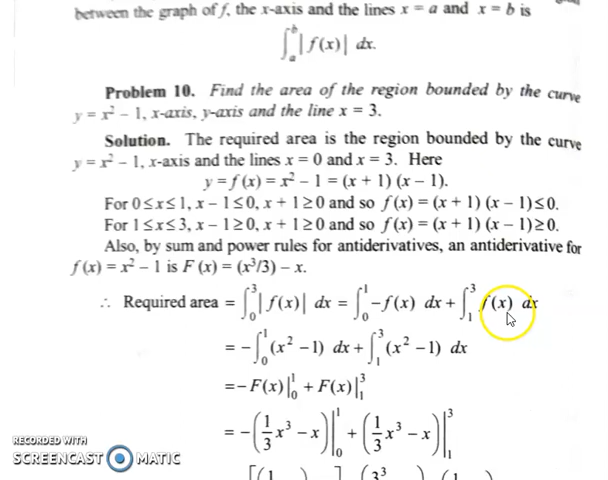 between the graph of f, the x-axis and the lines x = a and x = b is
∫ₐᵇ | f(x) | dx.
Problem 10. Find the area of the region bounded by the curve
y = x² − 1, x-axis, y-axis and the line x = 3.
Solution. The required area is the region bounded by the curve
y = x² − 1, x-axis and the lines x = 0 and x = 3. Here
y = f (x) = x² − 1 = (x + 1) (x − 1).
For 0 ≤ x ≤ 1, x − 1 ≤ 0, x + 1 ≥ 0 and so f(x) = (x + 1) (x − 1) ≤ 0.
For 1 ≤ x ≤ 3, x − 1 ≥ 0, x + 1 ≥ 0 and so f(x) = (x + 1) (x − 1) ≥ 0.
Also, by sum and power rules for antiderivatives, an antiderivative for
f(x) = x² − 1 is F (x) = (x³/3) − x.
∴ Required area = ∫₀³ | f(x) | dx = ∫₀¹ −f(x) dx + ∫₁³ f(x) dx
= −∫₀¹ (x² − 1) dx + ∫₁³ (x² − 1) dx
= −F(x)|₀¹ + F(x)|₁³
= −(1/3 x³ − x)|₀¹ + (1/3 x³ − x)|₁³
RECORDED WITH
SCREENCAST MATIC